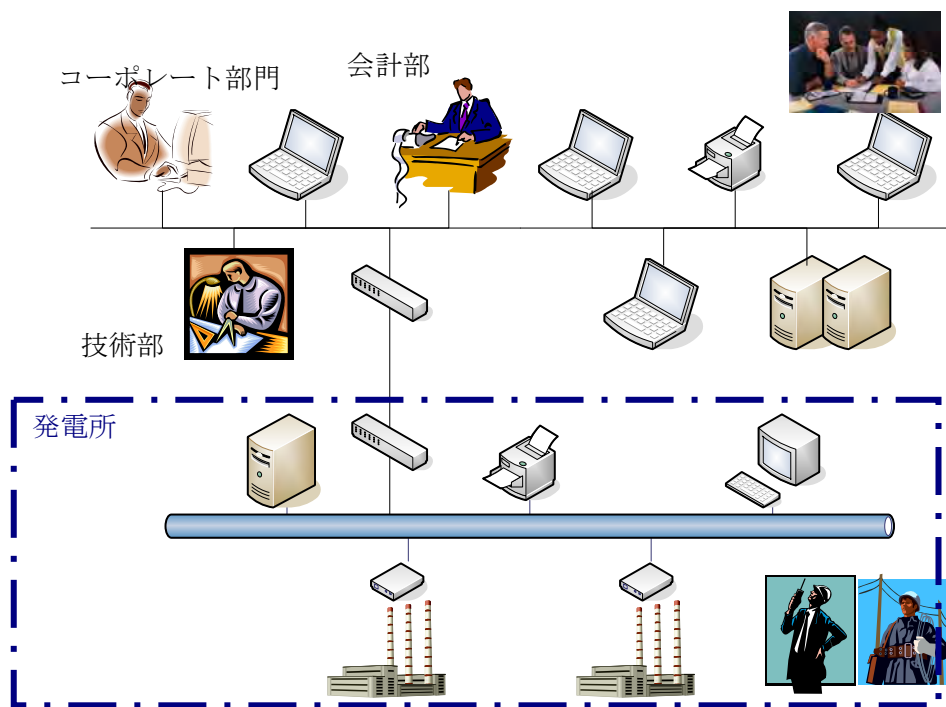 コーポレート部門
会計部
技術部
発電所